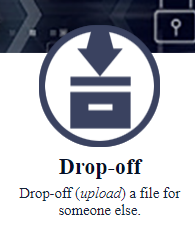 Drop-off
Drop-off (upload) a file for
someone else.